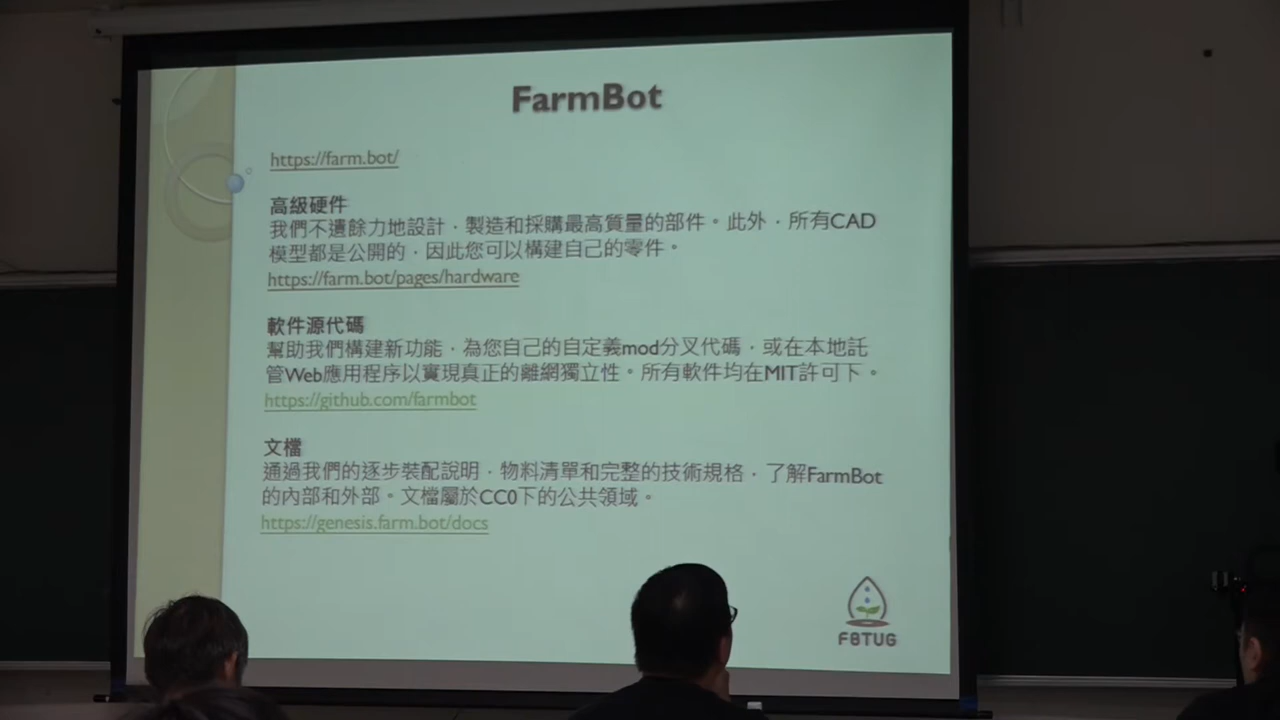 FarmBot
https://farm.bot/
高級硬件
我們不遺餘力地設計，製造和採購最高質量的部件。此外，所有CAD
模型都是公開的，因此您可以構建自己的零件。
https://farm.bot/pages/hardware
軟件源代碼
幫助我們構建新功能，為您自己的自定義mod分叉代碼，或在本地託
管Web應用程序以實現真正的離網獨立性。所有軟件均在MIT許可下。
https://github.com/farmbot
文檔
通過我們的逐步裝配說明，物料清單和完整的技術規格，了解FarmBot
的內部和外部。文檔屬於CC0下的公共領域。
https://genesis.farm.bot/docs
FBTUG